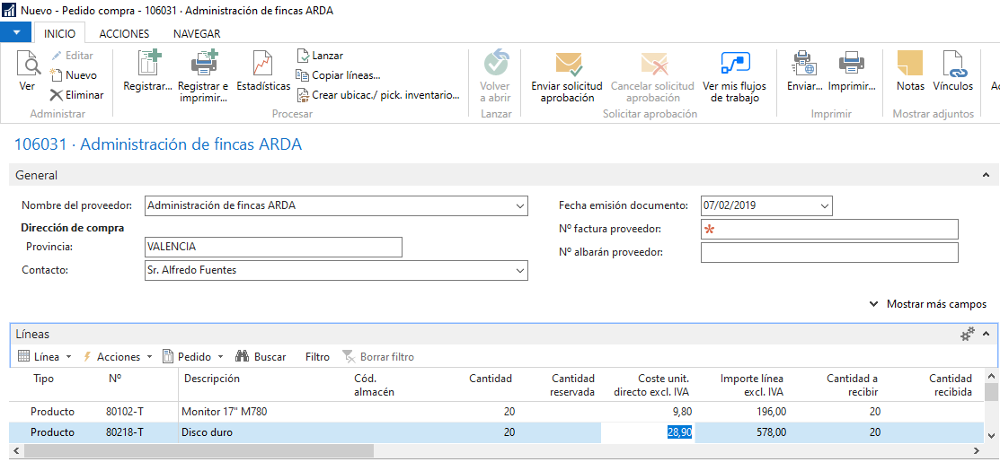 Nuevo - Pedido compra - 106031 · Administración de fincas ARDA
INICIO ACCIONES NAVEGAR
Ver
Editar
Nuevo
Eliminar
Administrar
Registrar...
Registrar e imprimir...
Estadísticas
Lanzar
Copiar líneas...
Crear ubicac./ pick. inventario...
Procesar
Volver a abrir
Lanzar
Enviar solicitud aprobación
Cancelar solicitud aprobación
Ver mis flujos de trabajo
Solicitar aprobación
Enviar...
Imprimir...
Imprimir
Notas
Vínculos
Mostrar adjuntos
106031 · Administración de fincas ARDA
General
Nombre del proveedor: Administración de fincas ARDA
Dirección de compra
Provincia: VALENCIA
Contacto: Sr. Alfredo Fuentes
Fecha emisión documento: 07/02/2019
Nº factura proveedor: *
Nº albarán proveedor:
Mostrar más campos
Líneas
Línea Acciones Pedido Buscar Filtro Borrar filtro
Tipo Nº Descripción Cód. almacén Cantidad Cantidad reservada Coste unit. directo excl. IVA Importe línea excl. IVA Cantidad a recibir Cantidad recibida
Producto 80102-T Monitor 17" M780 20 9,80 196,00 20
Producto 80218-T Disco duro 20 28,90 578,00 20